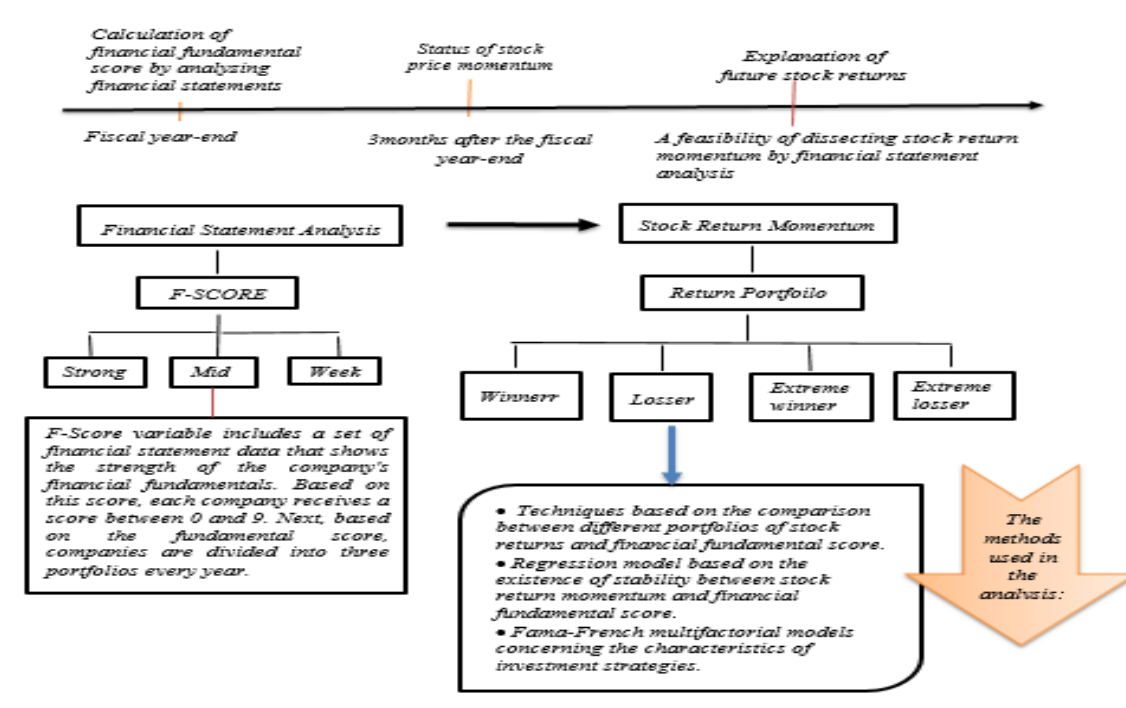 Calculation of
financial fundamental
score by analyzing
financial statements
Status of stock
price momentum
Explanation of
future stock returns
Fiscal year-end
3months after the fiscal
year-end
A feasibility of dissecting stock return
momentum by financial statement
analysis
Financial Statement Analysis
Stock Return Momentum
F-SCORE
Return Portfoilo
Strong
Mid
Week
Winnerr
Losser
Extreme
winner
Extreme
losser
F-Score variable includes a set of
financial statement data that shows
the strength of the company's
financial fundamentals. Based on
this score, each company receives a
score between 0 and 9. Next, based
on the fundamental score,
companies are divided into three
portfolios every year.
• Techniques based on the comparison
between different portfolios of stock
returns and financial fundamental score.
• Regression model based on the
existence of stability between stock
return momentum and financial
fundamental score.
• Fama-French multifactorial models
concerning the characteristics of
investment strategies.
The
methods
used in
the
analysis: